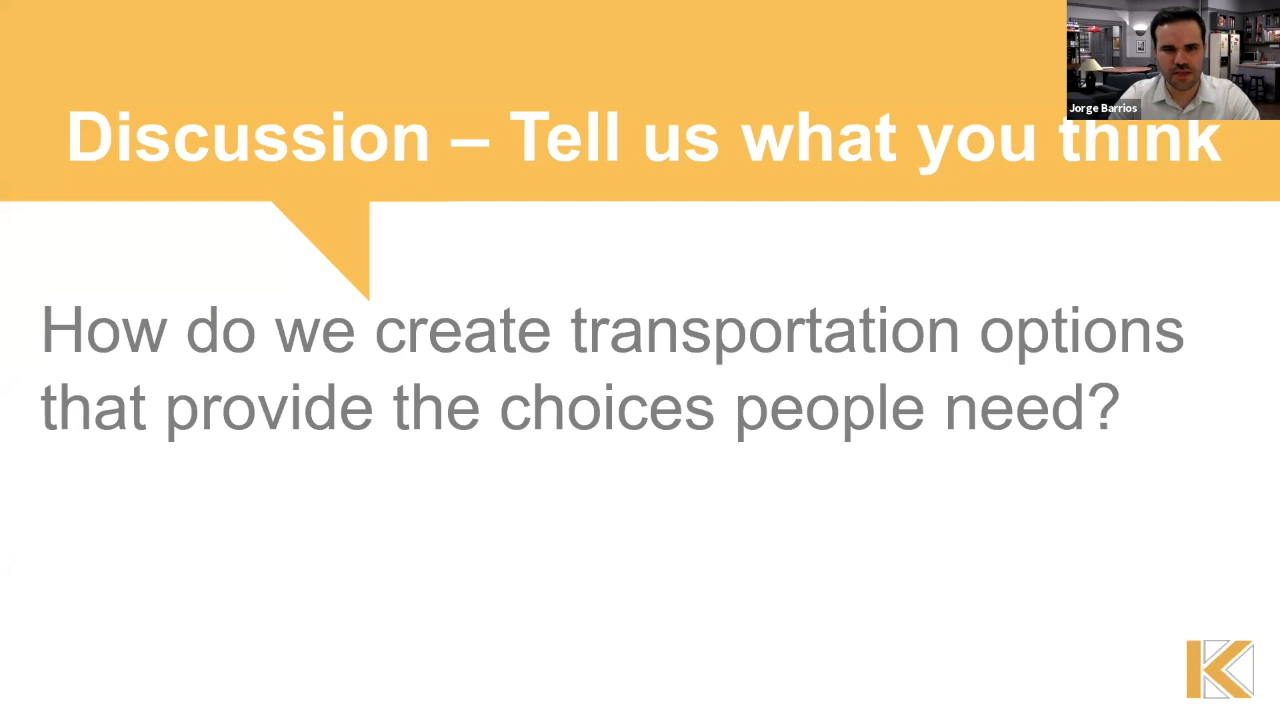 Jorge Barrios
Discussion – Tell us what you think
How do we create transportation options
that provide the choices people need?
K